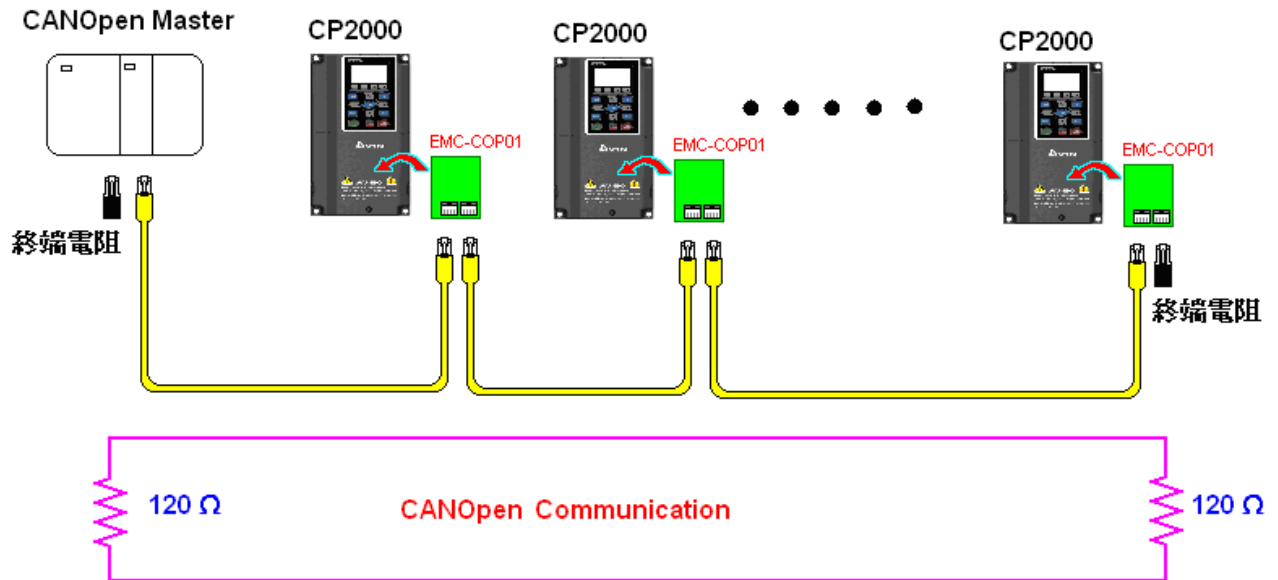 CANOpen Master
CP2000
CP2000
CP2000
EMC-COP01
EMC-COP01
EMC-COP01
終端電阻
終端電阻
120 Ω
CANOpen Communication
120 Ω